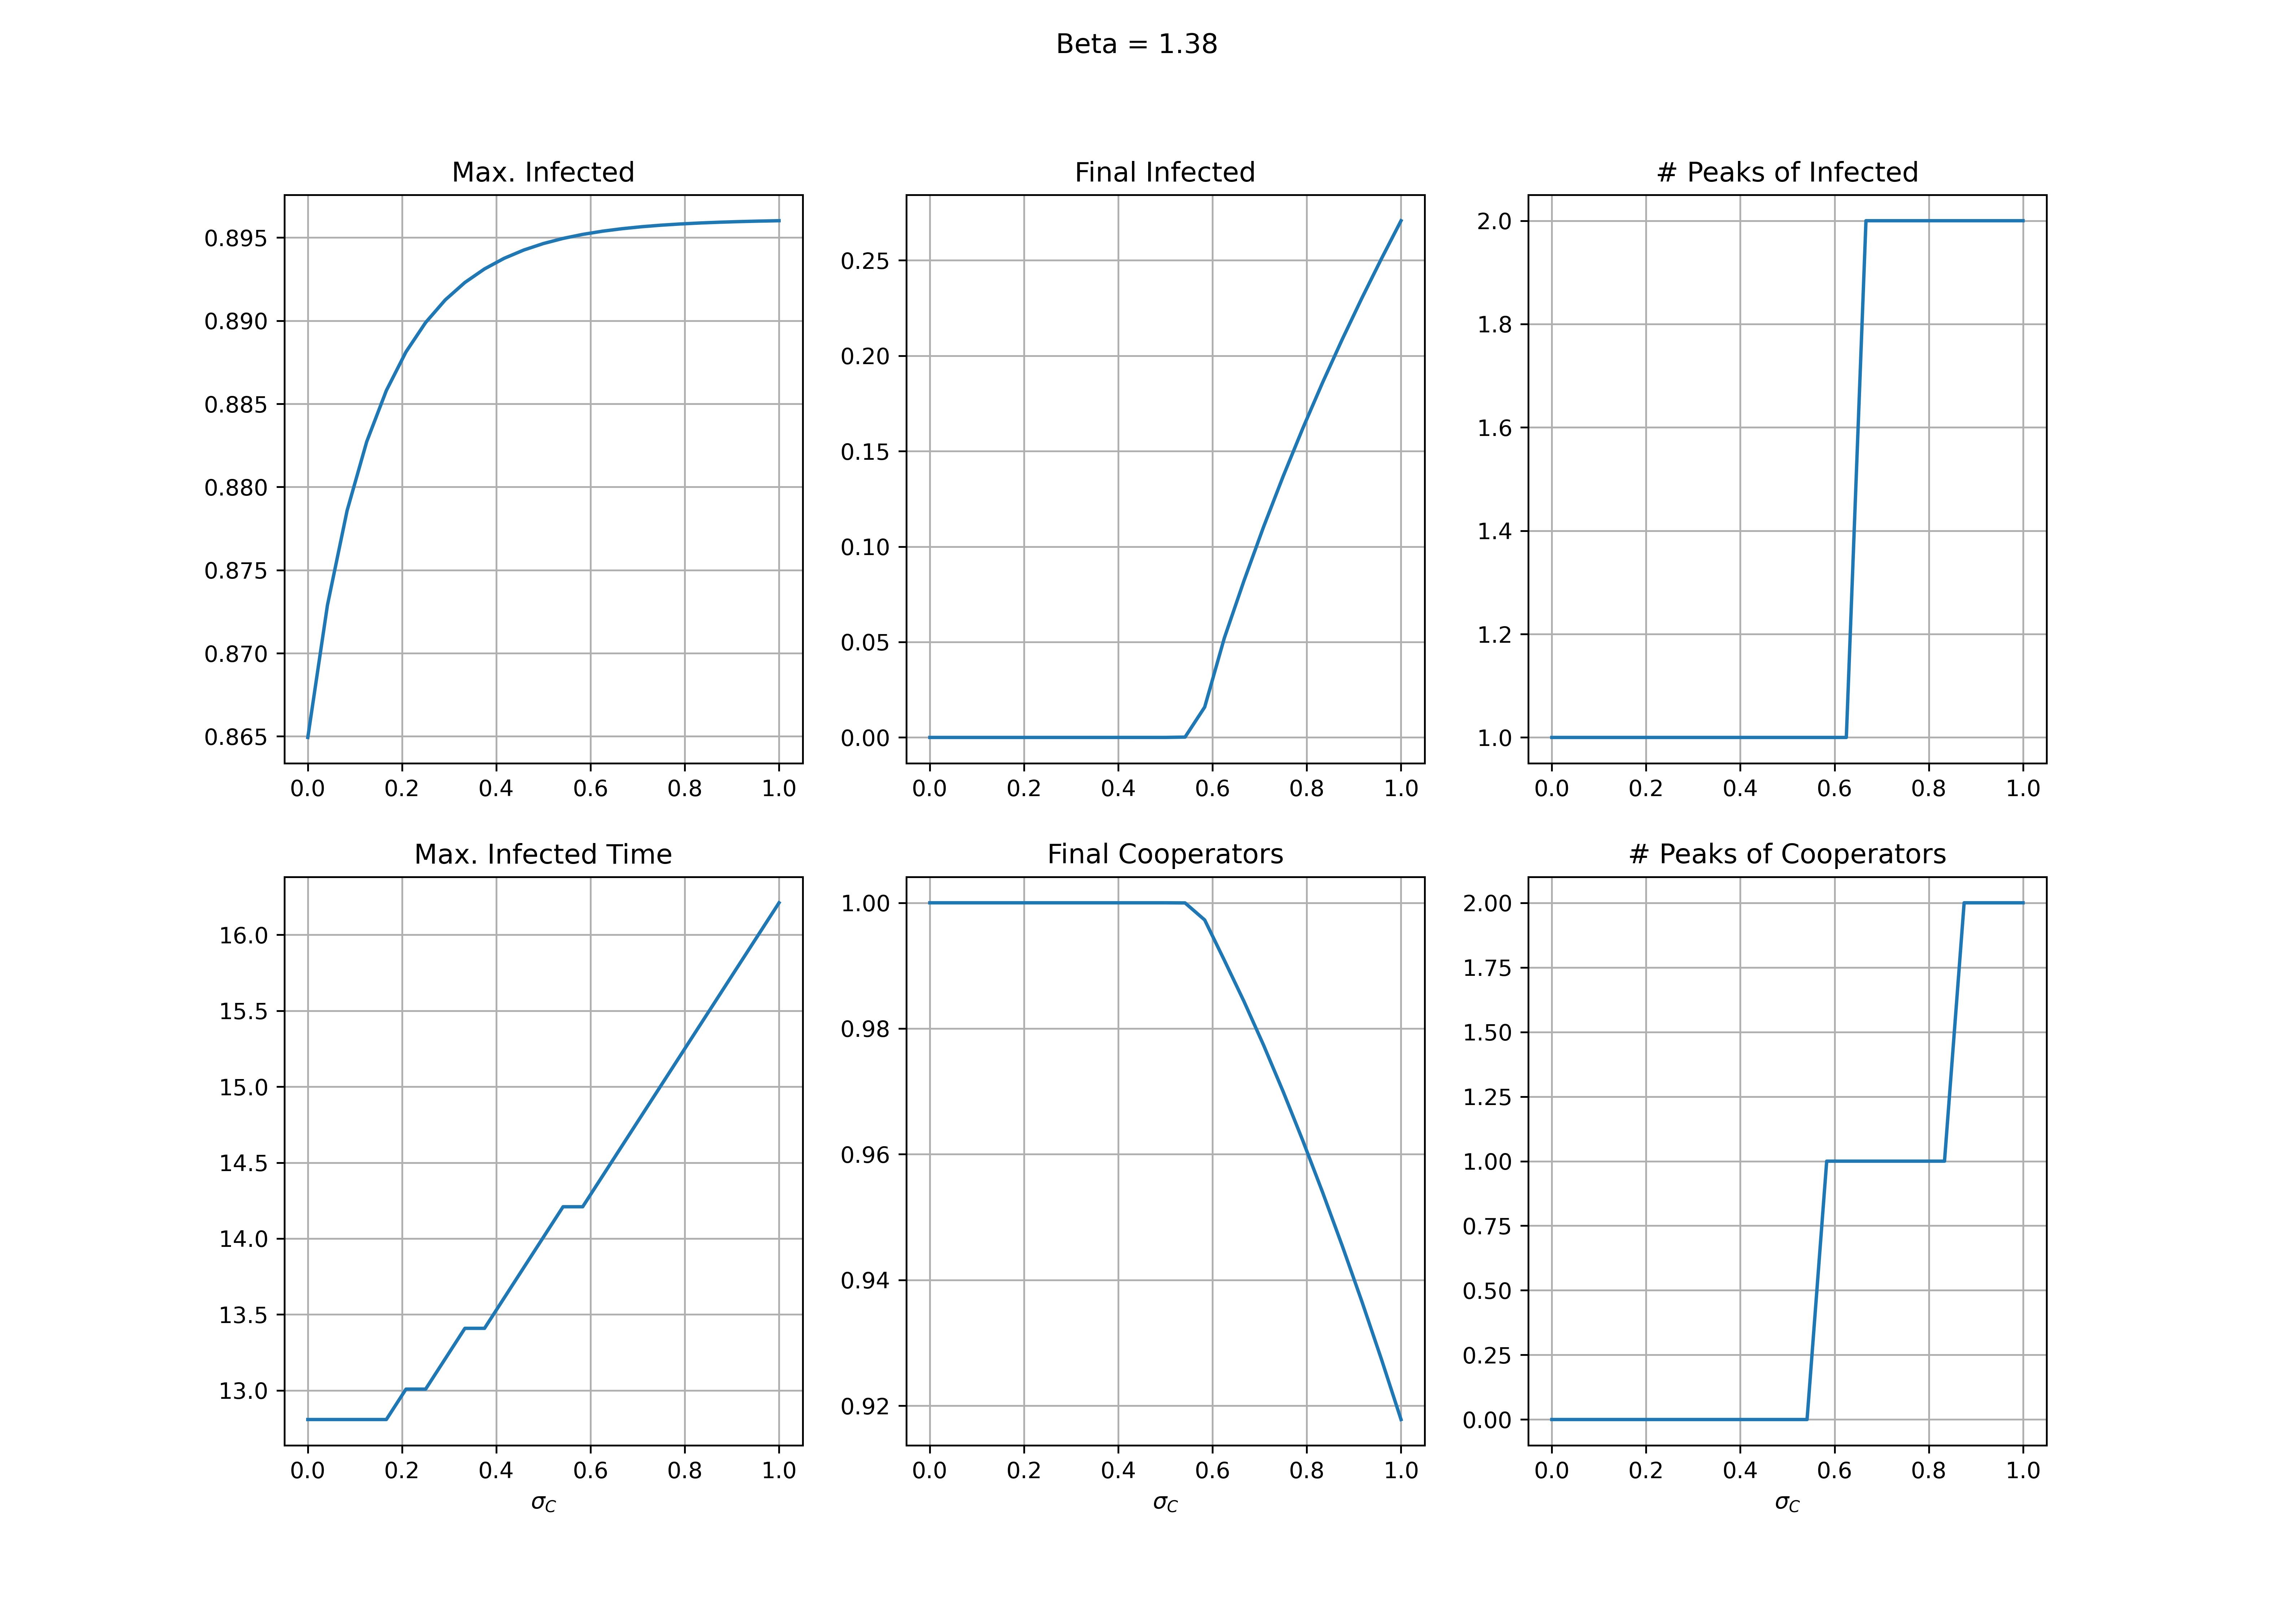 Beta = 1.38
Max. Infected
0.895
0.890
0.885
0.880
0.875
0.870
0.865
0.0 0.2 0.4 0.6 0.8 1.0
Final Infected
0.25
0.20
0.15
0.10
0.05
0.00
0.0 0.2 0.4 0.6 0.8 1.0
# Peaks of Infected
2.0
1.8
1.6
1.4
1.2
1.0
0.0 0.2 0.4 0.6 0.8 1.0
Max. Infected Time
16.0
15.5
15.0
14.5
14.0
13.5
13.0
0.0 0.2 0.4 0.6 0.8 1.0
σC
Final Cooperators
1.00
0.98
0.96
0.94
0.92
0.0 0.2 0.4 0.6 0.8 1.0
σC
# Peaks of Cooperators
2.00
1.75
1.50
1.25
1.00
0.75
0.50
0.25
0.00
0.0 0.2 0.4 0.6 0.8 1.0
σC